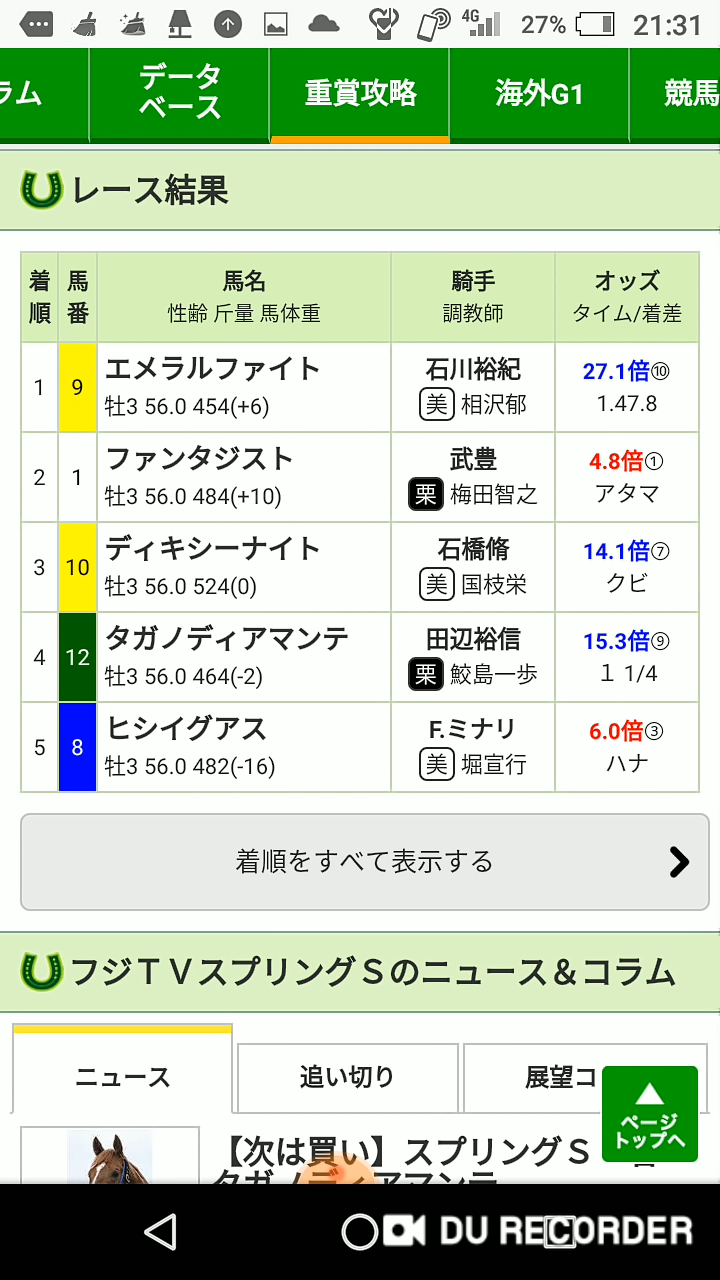 4G 27% 21:31
ラム
データ
ベース
重賞攻略
海外G1
競馬
レース結果
着順 馬番 馬名 騎手 オッズ
性齢 斤量 馬体重 調教師 タイム/着差
1 9 エメラルファイト 石川裕紀 27.1倍⑩
牡3 56.0 454(+6) 美 相沢郁 1.47.8
2 1 ファンタジスト 武豊 4.8倍①
牡3 56.0 484(+10) 栗 梅田智之 アタマ
3 10 ディキシーナイト 石橋脩 14.1倍⑦
牡3 56.0 524(0) 美 国枝栄 クビ
4 12 タガノディアマンテ 田辺裕信 15.3倍⑨
牡3 56.0 464(-2) 栗 鮫島一歩 １ 1/4
5 8 ヒシイグアス F.ミナリ 6.0倍③
牡3 56.0 482(-16) 美 堀宣行 ハナ
着順をすべて表示する
フジＴＶスプリングＳのニュース＆コラム
ニュース
追い切り
展望コ
ページ
トップへ
【次は買い】スプリングＳ
タガノディアマンテ
DU RECORDER